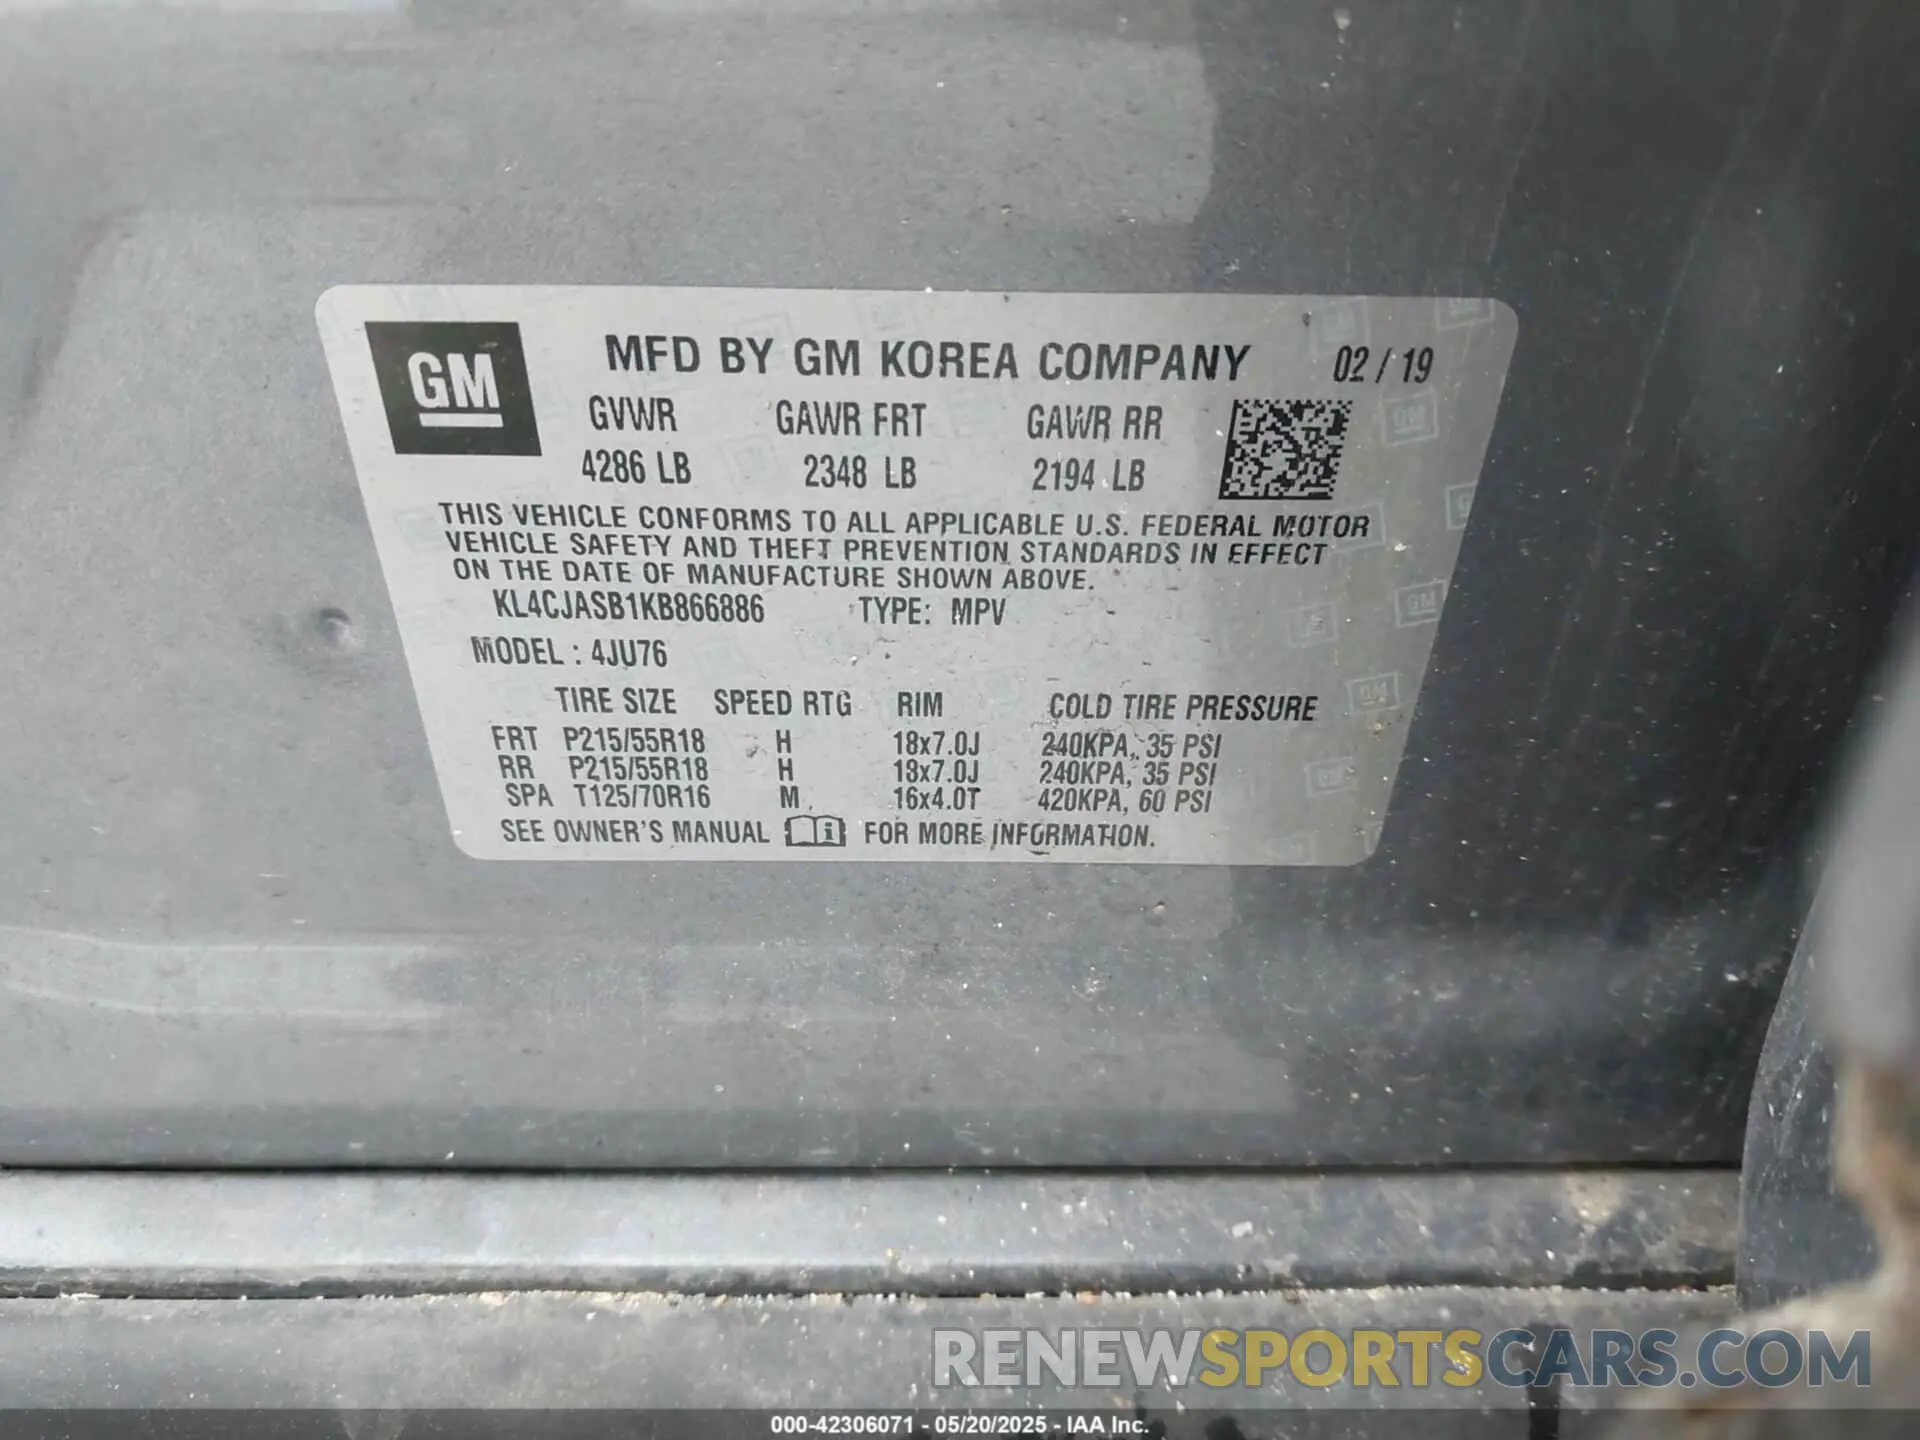 GM
MFD BY GM KOREA COMPANY 02 / 19
GVWR GAWR FRT GAWR RR
4286 LB 2348 LB 2194 LB
THIS VEHICLE CONFORMS TO ALL APPLICABLE U.S. FEDERAL MOTOR
VEHICLE SAFETY AND THEFT PREVENTION STANDARDS IN EFFECT
ON THE DATE OF MANUFACTURE SHOWN ABOVE.
KL4CJASB1KB866886 TYPE: MPV
MODEL : 4JU76
TIRE SIZE SPEED RTG RIM COLD TIRE PRESSURE
FRT P215/55R18 H 18x7.0J 240KPA, 35 PSI
RR P215/55R18 H 18x7.0J 240KPA, 35 PSI
SPA T125/70R16 M 16x4.0T 420KPA, 60 PSI
SEE OWNER'S MANUAL FOR MORE INFORMATION.
RENEWSPORTSCARS.COM
000-42306071 - 05/20/2025 - IAA Inc.